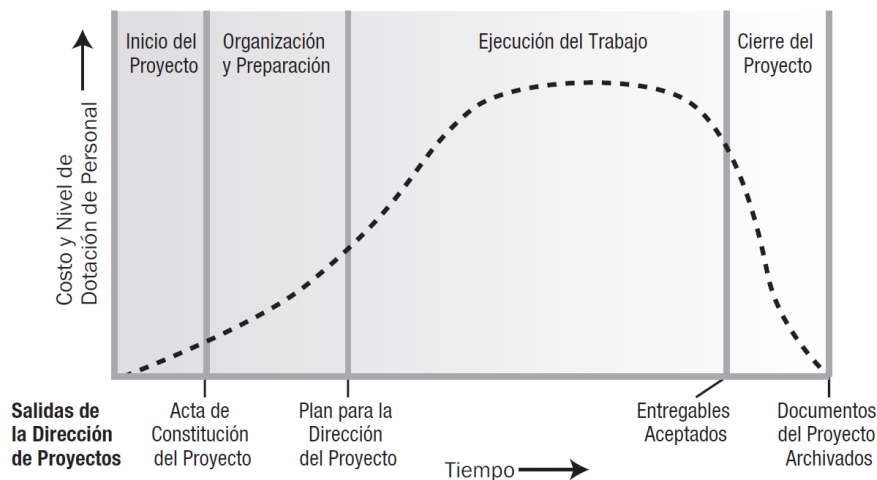 Inicio del
Proyecto
Organización
y Preparación
Ejecución del Trabajo
Cierre del
Proyecto
Costo y Nivel de
Dotación de Personal
Salidas de
la Dirección
de Proyectos
Acta de
Constitución
del Proyecto
Plan para la
Dirección
del Proyecto
Entregables
Aceptados
Documentos
del Proyecto
Archivados
Tiempo